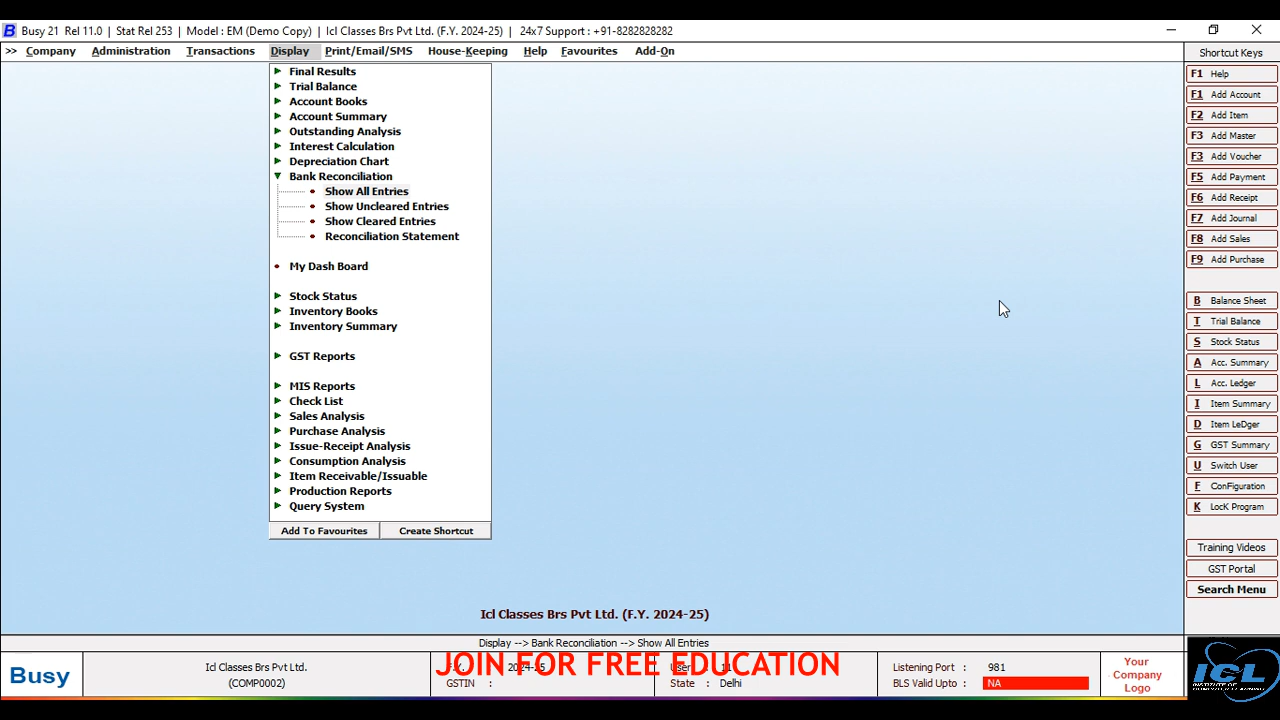 B Busy 21 Rel 11.0 | Stat Rel 253 | Model : EM (Demo Copy) | Icl Classes Brs Pvt Ltd. (F.Y. 2024-25) | 24x7 Support : +91-8282828282
>> Company Administration Transactions Display Print/Email/SMS House-Keeping Help Favourites Add-On
Final Results
Trial Balance
Account Books
Account Summary
Outstanding Analysis
Interest Calculation
Depreciation Chart
Bank Reconciliation
Show All Entries
Show Uncleared Entries
Show Cleared Entries
Reconciliation Statement
My Dash Board
Stock Status
Inventory Books
Inventory Summary
GST Reports
MIS Reports
Check List
Sales Analysis
Purchase Analysis
Issue-Receipt Analysis
Consumption Analysis
Item Receivable/Issuable
Production Reports
Query System
Add To Favourites Create Shortcut
Shortcut Keys
F1 Help
F1 Add Account
F2 Add Item
F3 Add Master
F3 Add Voucher
F5 Add Payment
F6 Add Receipt
F7 Add Journal
F8 Add Sales
F9 Add Purchase
B Balance Sheet
T Trial Balance
S Stock Status
A Acc. Summary
L Acc. Ledger
I Item Summary
D Item LeDger
G GST Summary
U Switch User
F ConFiguration
K LocK Program
Training Videos
GST Portal
Search Menu
Icl Classes Brs Pvt Ltd. (F.Y. 2024-25)
Display --> Bank Reconciliation --> Show All Entries
Busy
Icl Classes Brs Pvt Ltd.
(COMP0002)
2024-25
GSTIN :
JOIN FOR FREE EDUCATION
State : Delhi
Listening Port : 981
BLS Valid Upto : NA
Your
Company
Logo
ICL